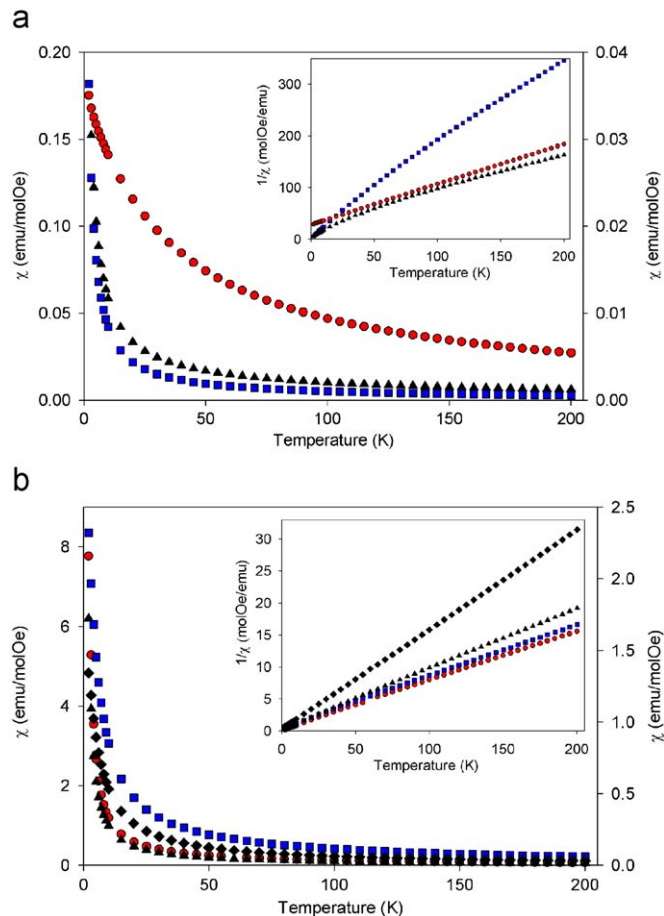 a
0.20
0.15
0.10
0.05
0.00
χ (emu/molOe)
0.04
0.03
0.02
0.01
0.00
χ (emu/molOe)
0 50 100 150 200
Temperature (K)
300
200
100
0
1/χ (molOe/emu)
0 50 100 150 200
Temperature (K)
b
8
6
4
2
0
χ (emu/molOe)
2.5
2.0
1.5
1.0
0.5
0.0
χ (emu/molOe)
0 50 100 150 200
Temperature (K)
30
25
20
15
10
5
0
1/χ (molOe/emu)
0 50 100 150 200
Temperature (K)